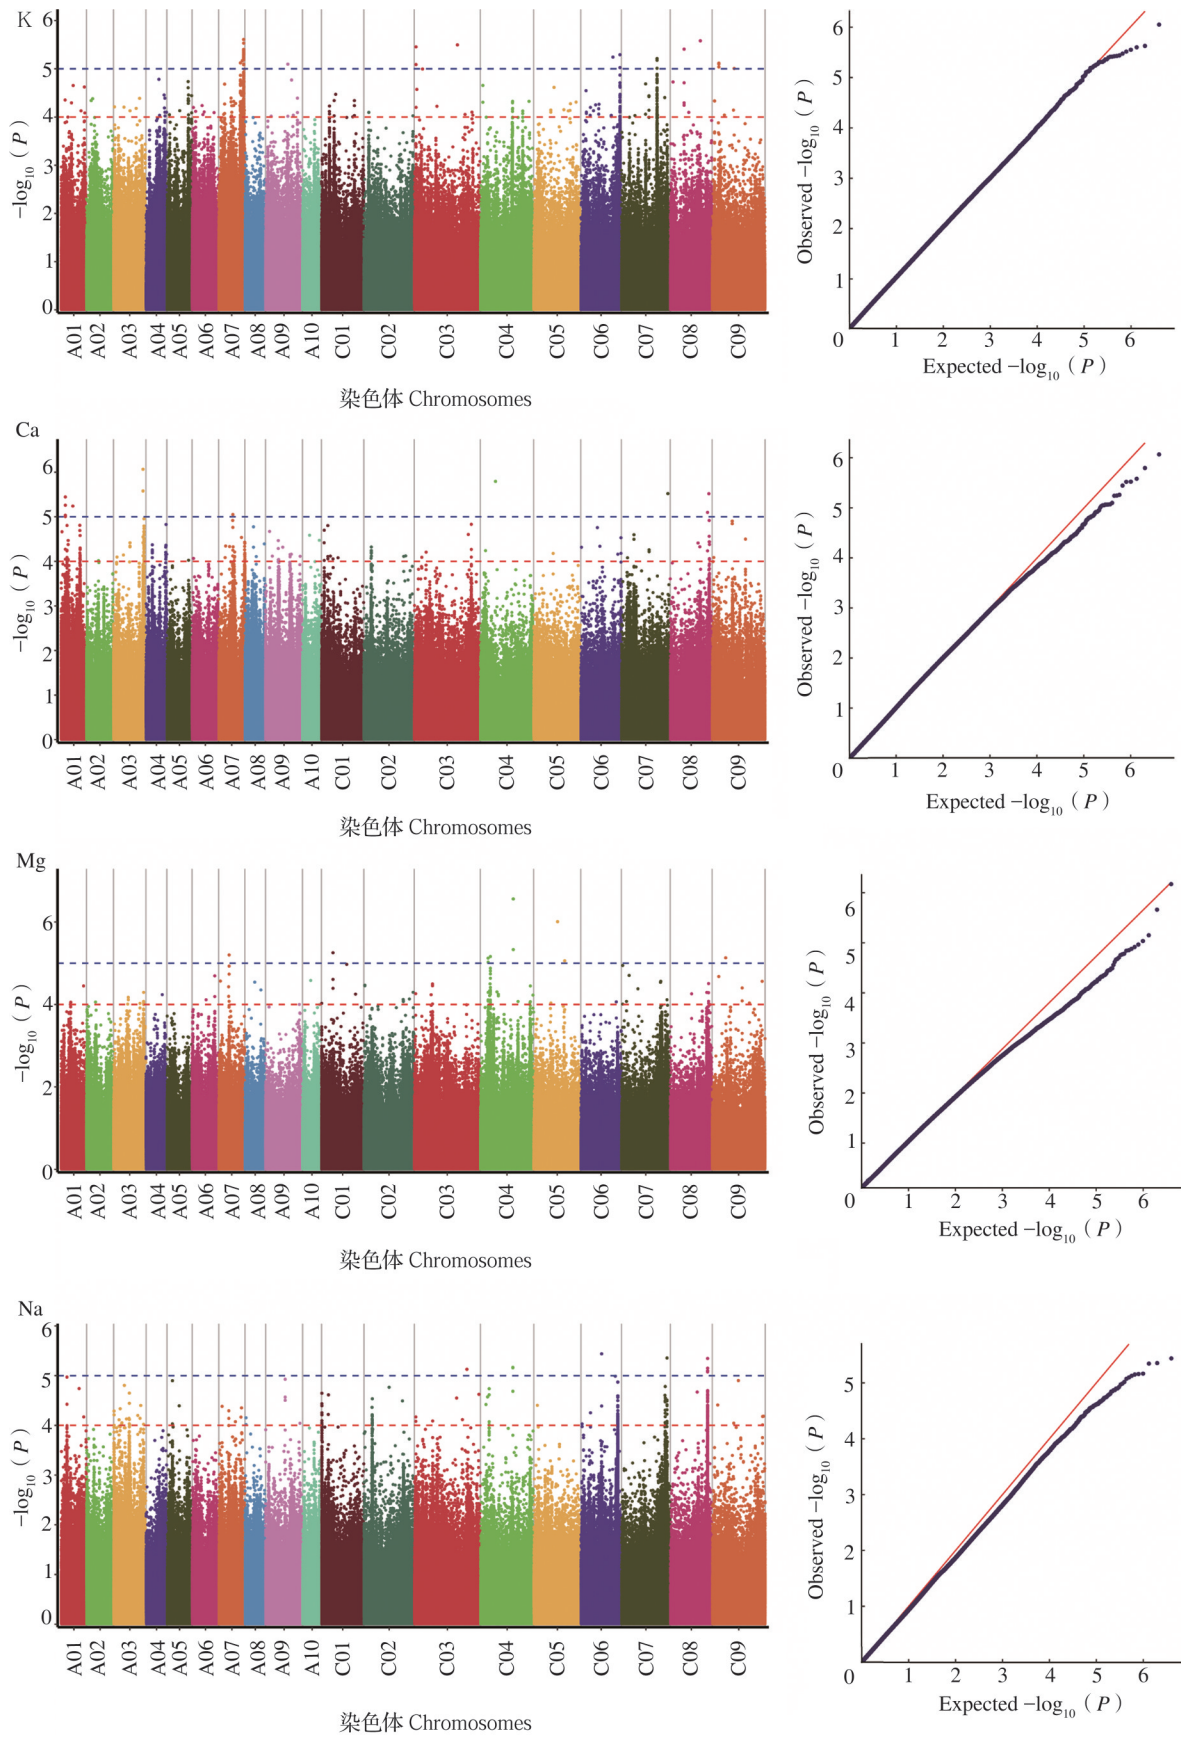 K
−log10（P）
6
5
4
3
2
1
0
A01 A02 A03 A04 A05 A06 A07 A08 A09 A10 C01 C02 C03 C04 C05 C06 C07 C08 C09
染色体 Chromosomes
Observed −log10（P）
6
5
4
3
2
1
0 1 2 3 4 5 6
Expected −log10（P）
Ca
−log10（P）
6
5
4
3
2
1
0
A01 A02 A03 A04 A05 A06 A07 A08 A09 A10 C01 C02 C03 C04 C05 C06 C07 C08 C09
染色体 Chromosomes
Observed −log10（P）
6
5
4
3
2
1
0 1 2 3 4 5 6
Expected −log10（P）
Mg
−log10（P）
6
5
4
2
0
A01 A02 A03 A04 A05 A06 A07 A08 A09 A10 C01 C02 C03 C04 C05 C06 C07 C08 C09
染色体 Chromosomes
Observed −log10（P）
6
5
4
3
2
1
0 1 2 3 4 5 6
Expected −log10（P）
Na
−log10（P）
6
5
4
3
2
1
0
A01 A02 A03 A04 A05 A06 A07 A08 A09 A10 C01 C02 C03 C04 C05 C06 C07 C08 C09
染色体 Chromosomes
Observed −log10（P）
5
4
3
2
1
0 1 2 3 4 5 6
Expected −log10（P）